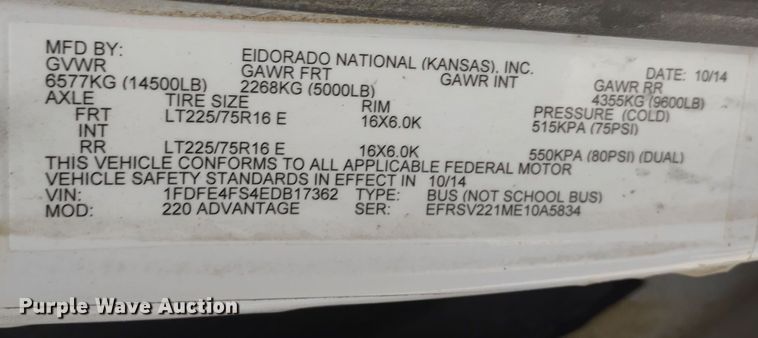 MFD BY: EIDORADO NATIONAL (KANSAS), INC. DATE: 10/14
GVWR GAWR FRT GAWR INT GAWR RR
6577KG (14500LB) 2268KG (5000LB) 4355KG (9600LB)
AXLE TIRE SIZE RIM PRESSURE (COLD)
FRT LT225/75R16 E 16X6.0K 515KPA (75PSI)
INT
RR LT225/75R16 E 16X6.0K 550KPA (80PSI) (DUAL)
THIS VEHICLE CONFORMS TO ALL APPLICABLE FEDERAL MOTOR
VEHICLE SAFETY STANDARDS IN EFFECT IN 10/14
VIN: 1FDFE4FS4EDB17362 TYPE: BUS (NOT SCHOOL BUS)
MOD: 220 ADVANTAGE SER: EFRSV221ME10A5834
Purple Wave Auction